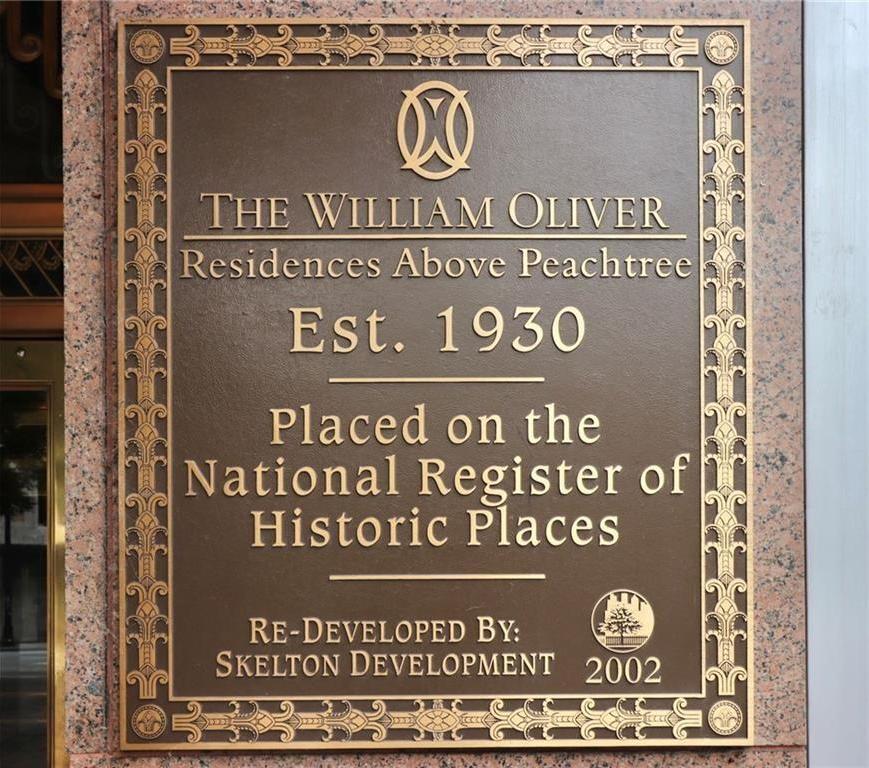 THE WILLIAM OLIVER
Residences Above Peachtree
Est. 1930
Placed on the
National Register of
Historic Places
RE-DEVELOPED BY:
SKELTON DEVELOPMENT
2002